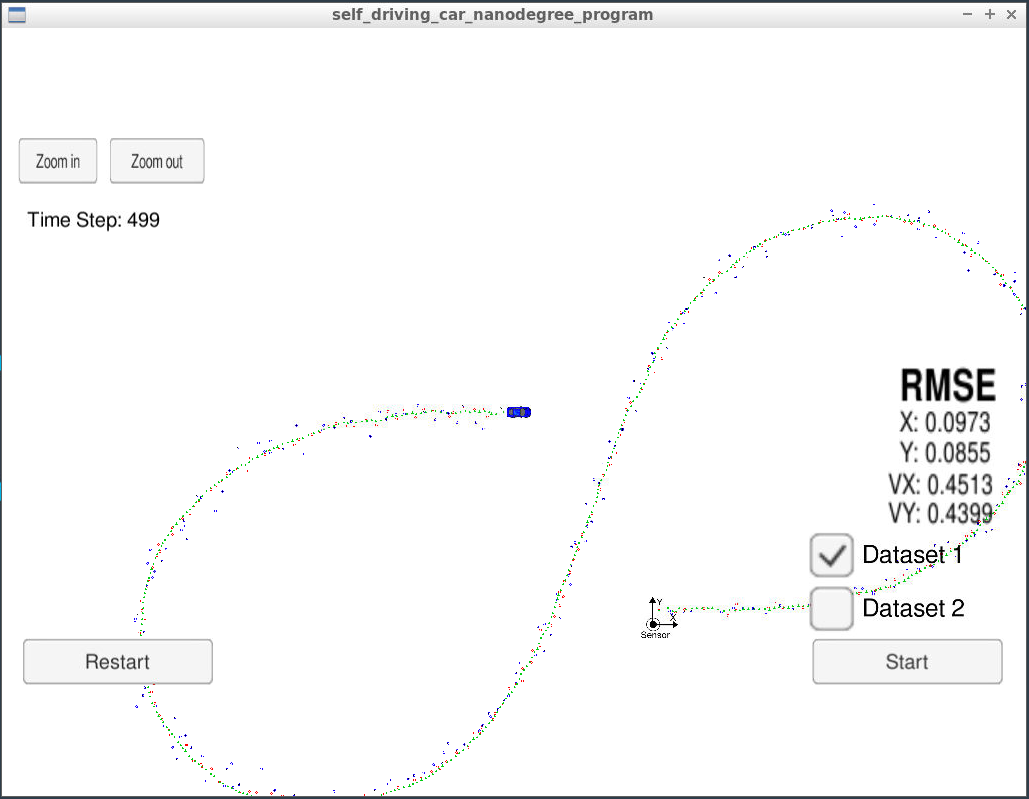 self_driving_car_nanodegree_program
Zoom in
Zoom out
Time Step: 499
RMSE
X: 0.0973
Y: 0.0855
VX: 0.4513
VY: 0.4399
Dataset 1
Dataset 2
Y
X
Sensor
Restart
Start